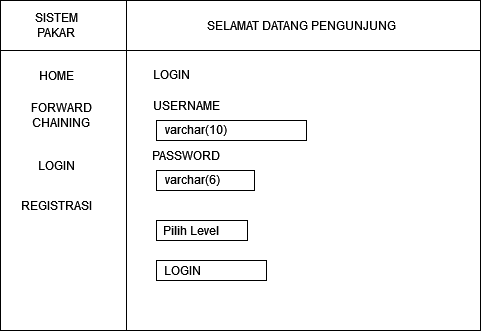 SISTEM
PAKAR
SELAMAT DATANG PENGUNJUNG
HOME
FORWARD
CHAINING
LOGIN
REGISTRASI
LOGIN
USERNAME
varchar(10)
PASSWORD
varchar(6)
Pilih Level
LOGIN